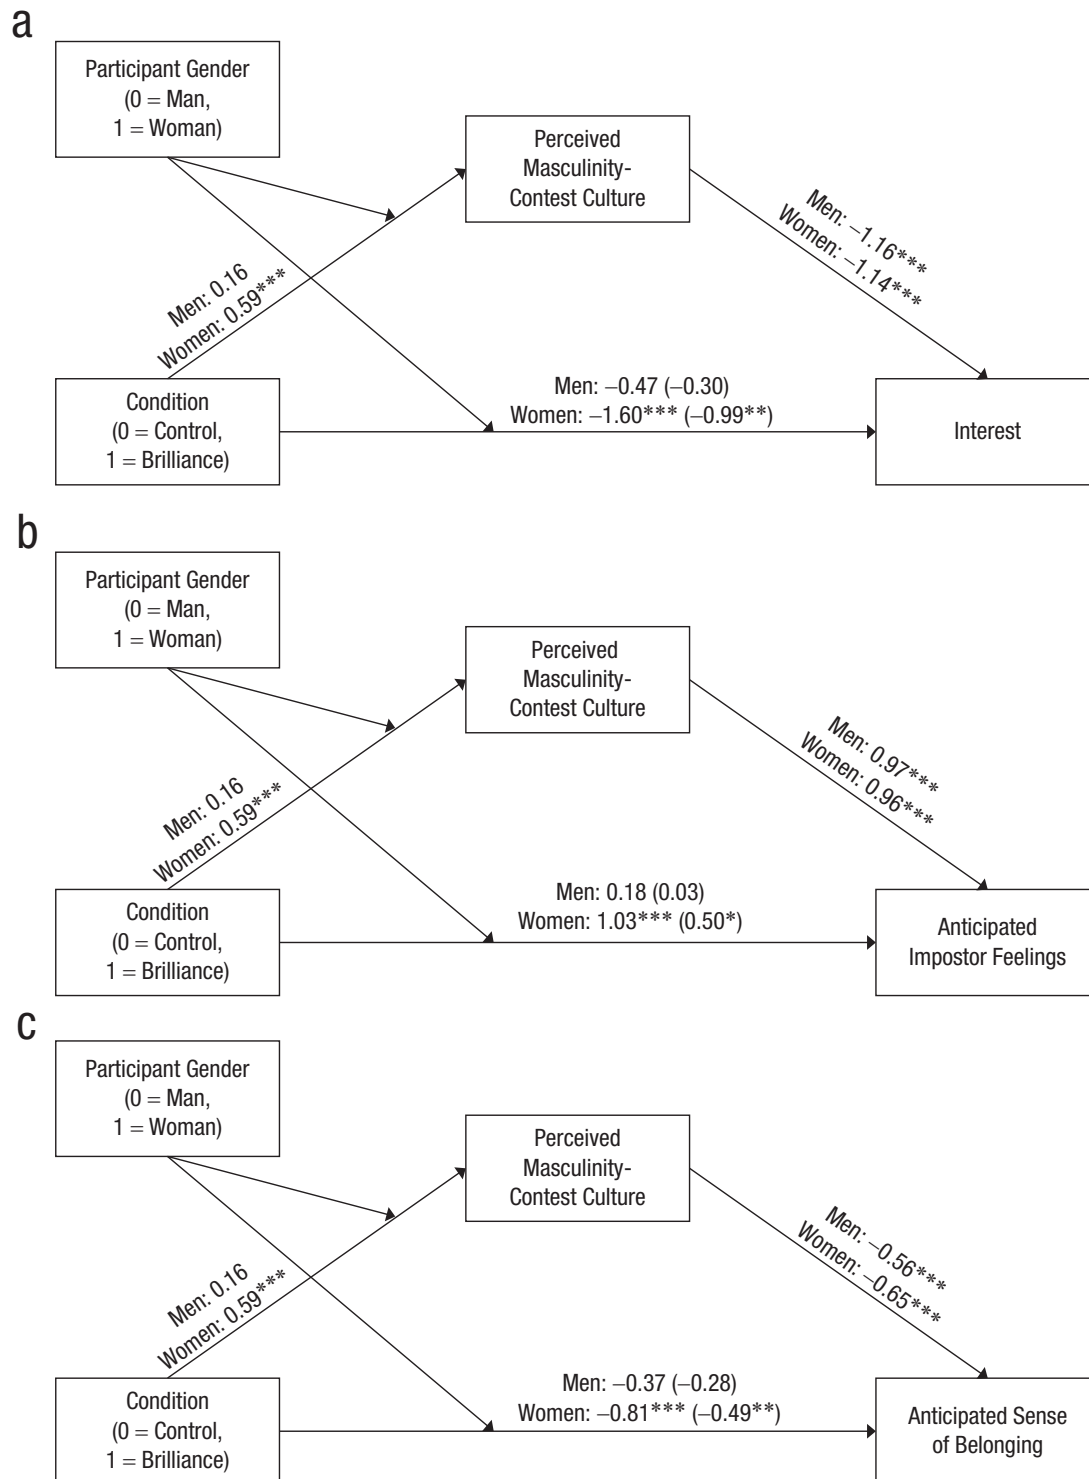 a
Participant Gender
(0 = Man,
1 = Woman)
Perceived
Masculinity-
Contest Culture
Men: –1.16***
Women: –1.14***
Men: 0.16
Women: 0.59***
Condition
(0 = Control,
1 = Brilliance)
Men: –0.47 (–0.30)
Women: –1.60*** (–0.99**)
Interest
b
Participant Gender
(0 = Man,
1 = Woman)
Perceived
Masculinity-
Contest Culture
Men: 0.97***
Women: 0.96***
Men: 0.16
Women: 0.59***
Condition
(0 = Control,
1 = Brilliance)
Men: 0.18 (0.03)
Women: 1.03*** (0.50*)
Anticipated
Impostor Feelings
c
Participant Gender
(0 = Man,
1 = Woman)
Perceived
Masculinity-
Contest Culture
Men: –0.56***
Women: –0.65***
Men: 0.16
Women: 0.59***
Condition
(0 = Control,
1 = Brilliance)
Men: –0.37 (–0.28)
Women: –0.81*** (–0.49**)
Anticipated Sense
of Belonging